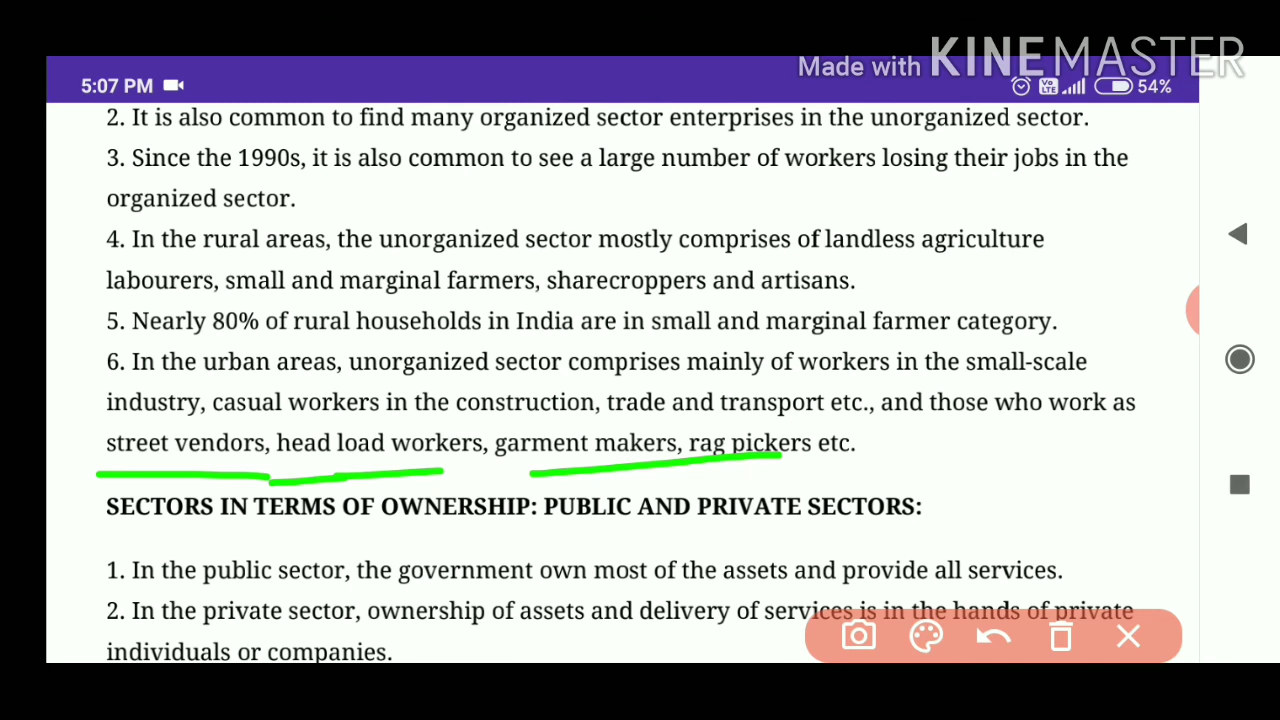 Made with KINEMASTER
5:07 PM
Vo LTE 54%
2. It is also common to find many organized sector enterprises in the unorganized sector.
3. Since the 1990s, it is also common to see a large number of workers losing their jobs in the
organized sector.
4. In the rural areas, the unorganized sector mostly comprises of landless agriculture
labourers, small and marginal farmers, sharecroppers and artisans.
5. Nearly 80% of rural households in India are in small and marginal farmer category.
6. In the urban areas, unorganized sector comprises mainly of workers in the small-scale
industry, casual workers in the construction, trade and transport etc., and those who work as
street vendors, head load workers, garment makers, rag pickers etc.
SECTORS IN TERMS OF OWNERSHIP: PUBLIC AND PRIVATE SECTORS:
1. In the public sector, the government own most of the assets and provide all services.
2. In the private sector, ownership of assets and delivery of services is in the hands of private
individuals or companies.